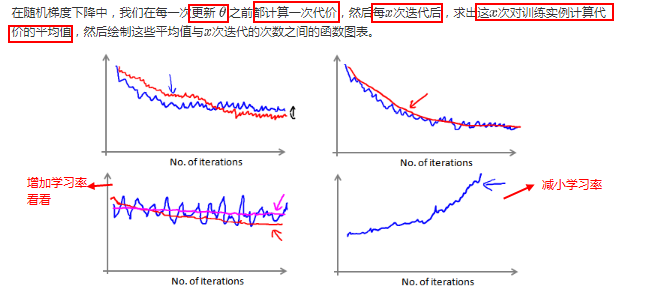 在随机梯度下降中，我们在每一次更新 θ 之前都计算一次代价，然后每x次迭代后，求出这x次对训练实例计算代
价的平均值，然后绘制这些平均值与x次迭代的次数之间的函数图表。
No. of iterations
No. of iterations
增加学习率
看看
减小学习率
No. of iterations
No. of iterations